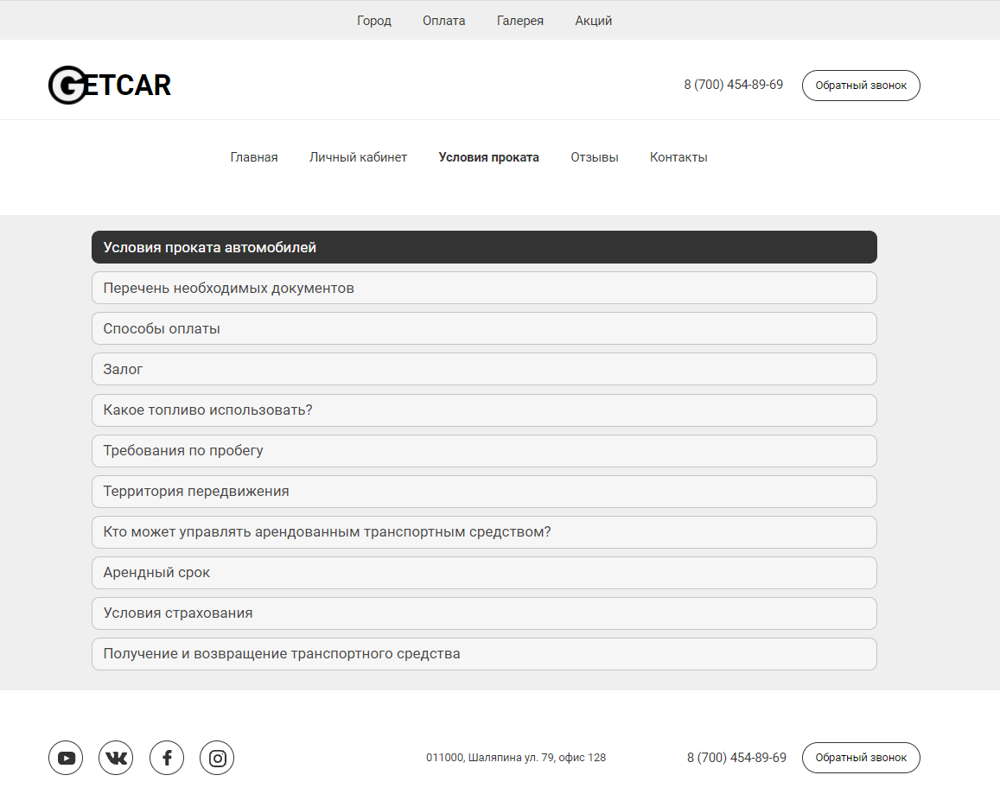 Город Оплата Галерея Акций
GETCAR
8 (700) 454-89-69 Обратный звонок
Главная Личный кабинет Условия проката Отзывы Контакты
Условия проката автомобилей
Перечень необходимых документов
Способы оплаты
Залог
Какое топливо использовать?
Требования по пробегу
Территория передвижения
Кто может управлять арендованным транспортным средством?
Арендный срок
Условия страхования
Получение и возвращение транспортного средства
011000, Шаляпина ул. 79, офис 128 8 (700) 454-89-69 Обратный звонок